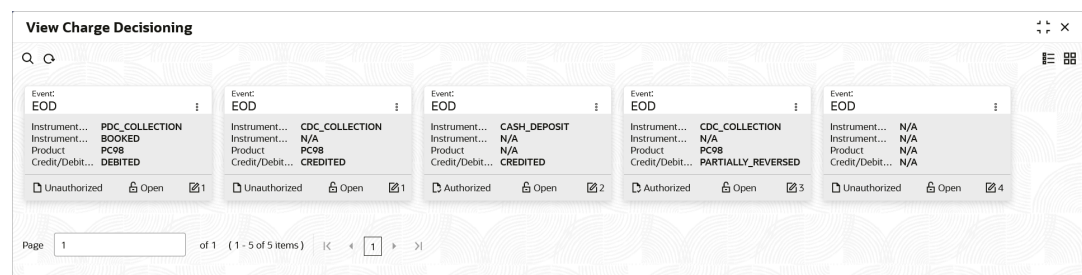 View Charge Decisioning
Event:
EOD
Instrument... PDC_COLLECTION
Instrument... BOOKED
Product PC98
Credit/Debit... DEBITED
Unauthorized Open 1
Event:
EOD
Instrument... CDC_COLLECTION
Instrument... N/A
Product PC98
Credit/Debit... CREDITED
Unauthorized Open 1
Event:
EOD
Instrument... CASH_DEPOSIT
Instrument... N/A
Product N/A
Credit/Debit... CREDITED
Authorized Open 2
Event:
EOD
Instrument... CDC_COLLECTION
Instrument... N/A
Product PC98
Credit/Debit... PARTIALLY_REVERSED
Authorized Open 3
Event:
EOD
Instrument... N/A
Instrument... N/A
Product N/A
Credit/Debit... N/A
Unauthorized Open 4
Page 1 of 1 ( 1 - 5 of 5 items ) 1